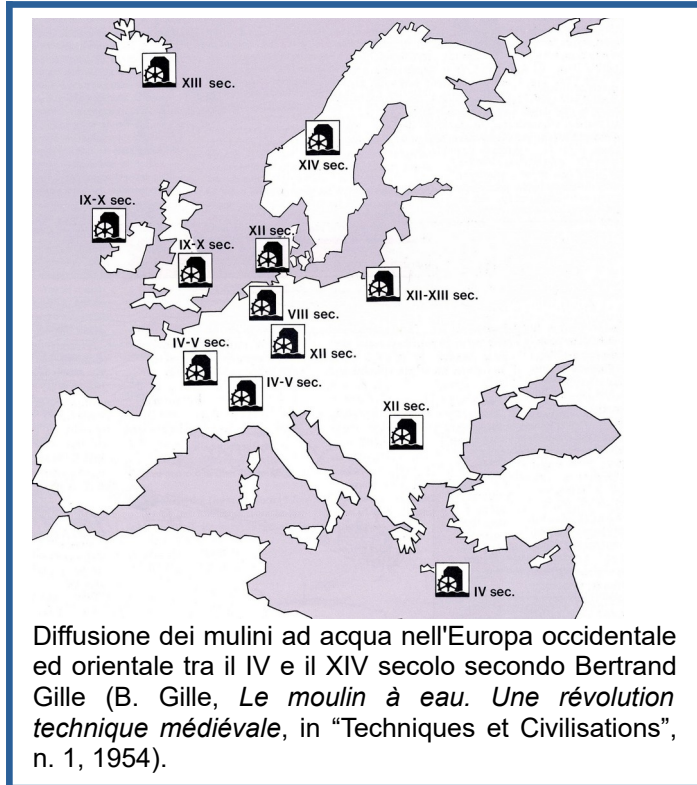 XIII sec.
XIV sec.
IX-X sec.
XII sec.
IX-X sec.
XII-XIII sec.
VIII sec.
IV-V sec.
XII sec.
IV-V sec.
XII sec.
IV sec.
Diffusione dei mulini ad acqua nell'Europa occidentale
ed orientale tra il IV e il XIV secolo secondo Bertrand
Gille (B. Gille, Le moulin à eau. Une révolution
technique médiévale, in “Techniques et Civilisations”,
n. 1, 1954).